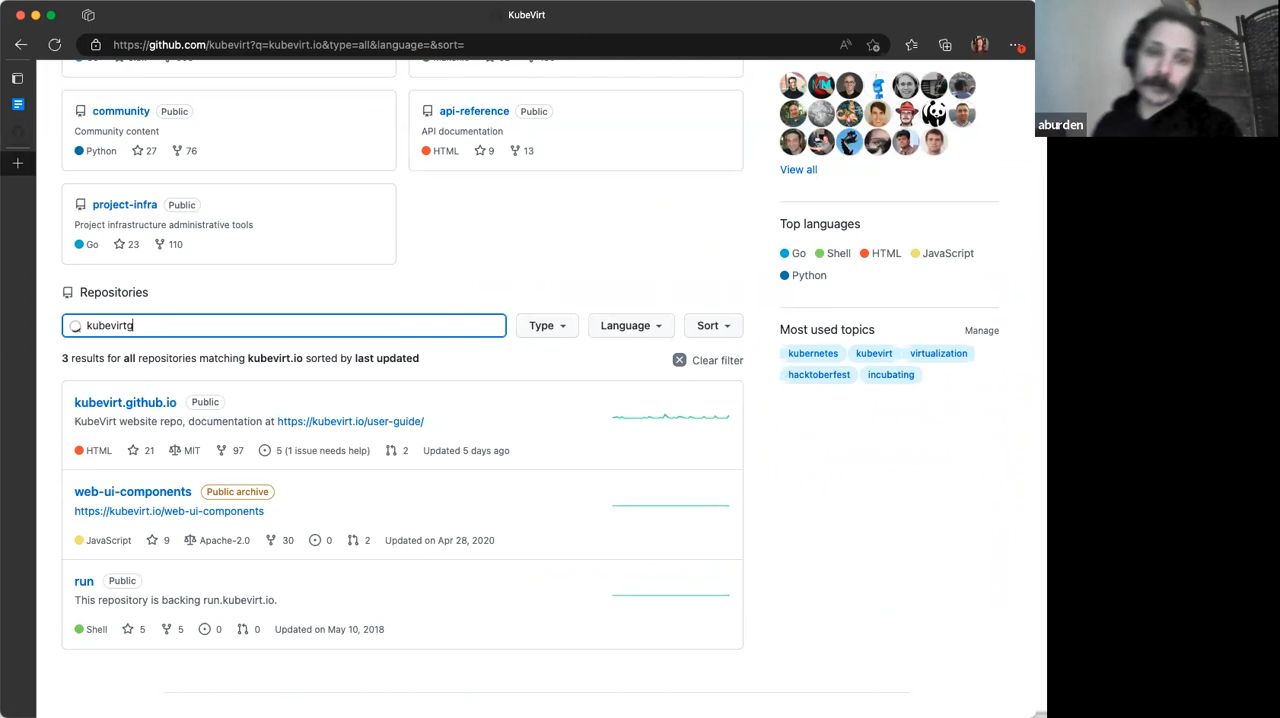 KubeVirt
https://github.com/kubevirt?q=kubevirt.io&type=all&language=&sort=
aburden
community Public
Community content
Python 27 76
api-reference Public
API documentation
HTML 9 13
View all
project-infra Public
Project infrastructure administrative tools
Go 23 110
Top languages
Go Shell HTML JavaScript
Python
Repositories
kubevirtg
Type
Language
Sort
3 results for all repositories matching kubevirt.io sorted by last updated
Clear filter
Most used topics
Manage
kubernetes kubevirt virtualization
hacktoberfest incubating
kubevirt.github.io Public
KubeVirt website repo, documentation at https://kubevirt.io/user-guide/
HTML 21 MIT 97 5 (1 issue needs help) 2 Updated 5 days ago
web-ui-components Public archive
https://kubevirt.io/web-ui-components
JavaScript 9 Apache-2.0 30 0 2 Updated on Apr 28, 2020
run Public
This repository is backing run.kubevirt.io.
Shell 5 5 0 0 Updated on May 10, 2018